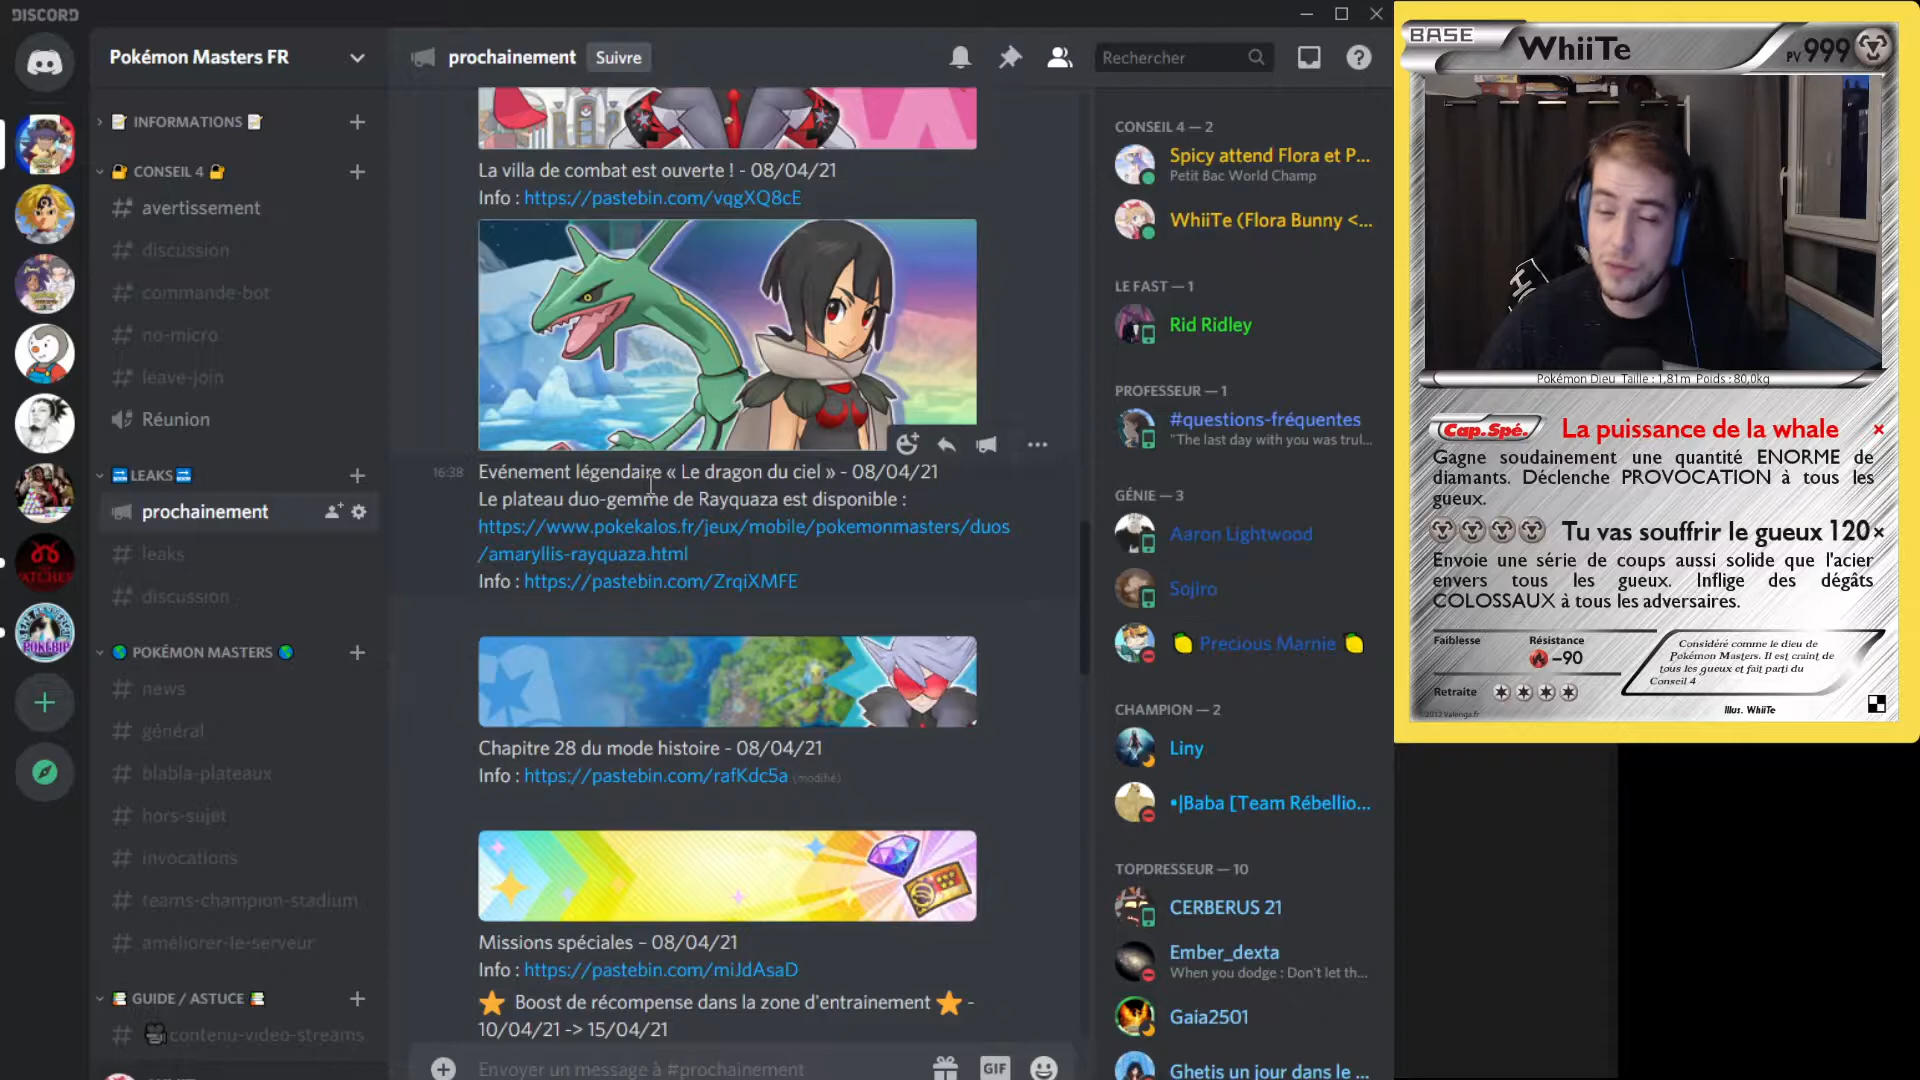 DISCORD
Pokémon Masters FR
prochainement
Suivre
Rechercher
INFORMATIONS
CONSEIL 4
avertissement
discussion
commande-bot
no-micro
leave-join
Réunion
LEAKS
prochainement
leaks
discussion
POKÉMON MASTERS
news
général
blabla-plateaux
hors-sujet
invocations
teams-champion-stadium
améliorer-le-serveur
GUIDE / ASTUCE
contenu-video-streams
POKÉBIP
La villa de combat est ouverte ! - 08/04/21
Info : https://pastebin.com/vqgXQ8cE
16:38
Evénement légendaire « Le dragon du ciel » - 08/04/21
Le plateau duo-gemme de Rayquaza est disponible :
https://www.pokekalos.fr/jeux/mobile/pokemonmasters/duos
/amaryllis-rayquaza.html
Info : https://pastebin.com/ZrqiXMFE
Chapitre 28 du mode histoire - 08/04/21
Info : https://pastebin.com/rafKdc5a (modifié)
Missions spéciales – 08/04/21
Info : https://pastebin.com/miJdAsaD
Boost de récompense dans la zone d'entrainement -
10/04/21 -> 15/04/21
Envoyer un message à #prochainement
GIF
CONSEIL 4 — 2
Spicy attend Flora et P...
Petit Bac World Champ
WhiiTe (Flora Bunny <...
LE FAST — 1
Rid Ridley
PROFESSEUR — 1
#questions-fréquentes
"The last day with you was trul...
GÉNIE — 3
Aaron Lightwood
Sojiro
Precious Marnie
CHAMPION — 2
Liny
•|Baba [Team Rébellio...
TOPDRESSEUR — 10
CERBERUS 21
Ember_dexta
When you dodge : Don't let th...
Gaia2501
Ghetis un jour dans le ...
BASE
WhiiTe
PV 999
Pokémon Dieu Taille : 1,81m Poids : 80,0kg
Cap.Spé.
La puissance de la whale
×
Gagne soudainement une quantité ENORME de
diamants. Déclenche PROVOCATION à tous les
gueux.
Tu vas souffrir le gueux 120×
Envoie une série de coups aussi solide que l'acier
envers tous les gueux. Inflige des dégâts
COLOSSAUX à tous les adversaires.
Faiblesse
Résistance
-90
Retraite
Considéré comme le dieu de
Pokémon Masters. Il est craint de
tous les gueux et fait parti du
Conseil 4
Illus. WhiiTe
©2012 Valenga.fr